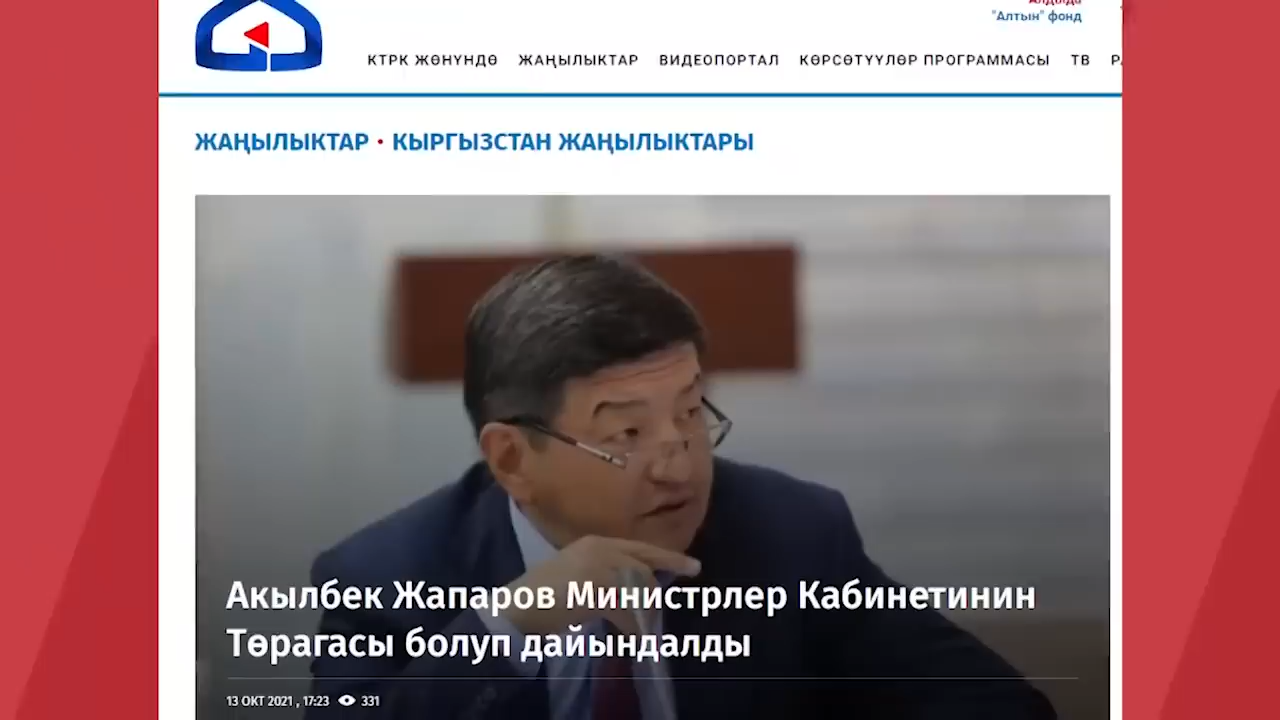 Алдыда
"Алтын" фонд
КТРК ЖӨНҮНДӨ ЖАҢЫЛЫКТАР ВИДЕОПОРТАЛ КӨРСӨТҮҮЛӨР ПРОГРАММАСЫ ТВ
ЖАҢЫЛЫКТАР • КЫРГЫЗСТАН ЖАҢЫЛЫКТАРЫ
Акылбек Жапаров Министрлер Кабинетинин
Төрагасы болуп дайындалды
13 ОКТ 2021 , 17:23 331